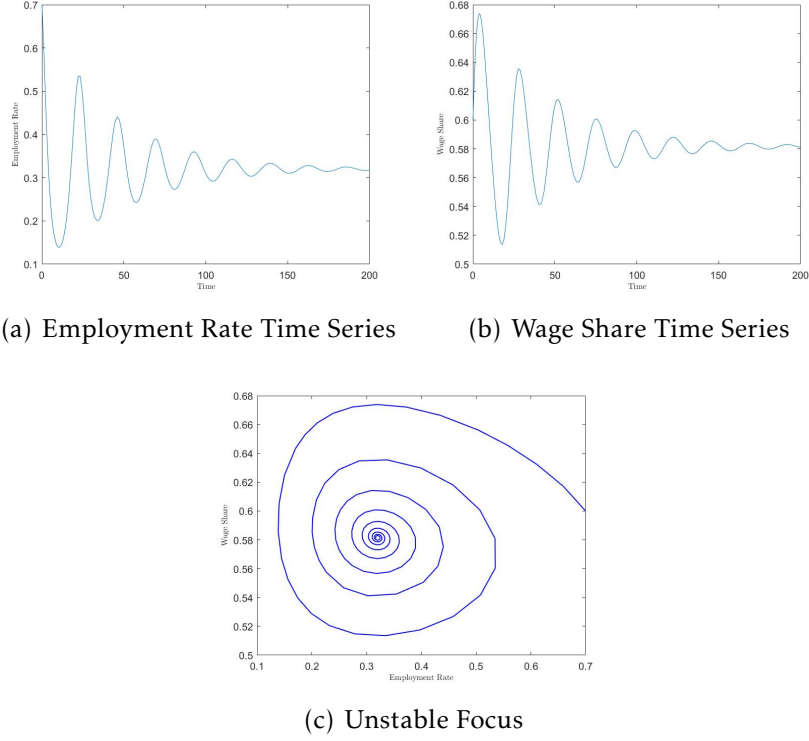 0.7
0.6
0.5
0.4
0.3
0.2
0.1
Employment Rate
0 50 100 150 200
Time
(a) Employment Rate Time Series
0.68
0.66
0.64
0.62
0.6
0.58
0.56
0.54
0.52
0.5
Wage Share
0 50 100 150 200
Time
(b) Wage Share Time Series
0.68
0.66
0.64
0.62
0.6
0.58
0.56
0.54
0.52
0.5
Wage Share
0.1 0.2 0.3 0.4 0.5 0.6 0.7
Employment Rate
(c) Unstable Focus